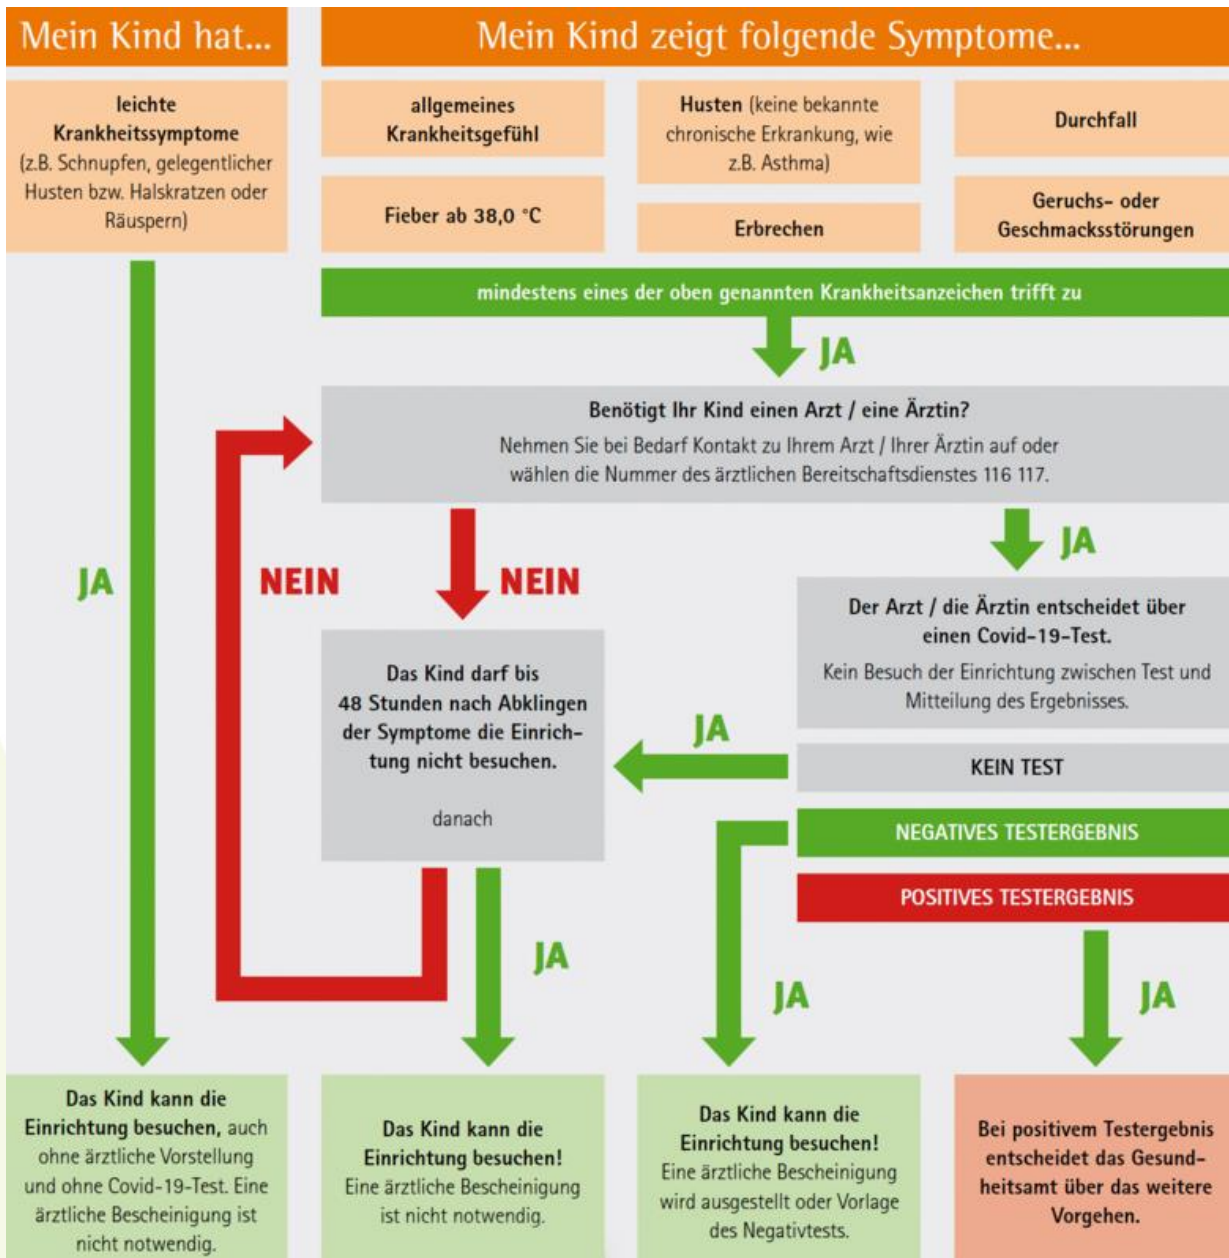 Mein Kind hat...
Mein Kind zeigt folgende Symptome...
leichte
Krankheitssymptome
(z.B. Schnupfen, gelegentlicher
Husten bzw. Halskratzen oder
Räuspern)
allgemeines
Krankheitsgefühl
Husten (keine bekannte
chronische Erkrankung, wie
z.B. Asthma)
Durchfall
Fieber ab 38,0 °C
Erbrechen
Geruchs- oder
Geschmacksstörungen
mindestens eines der oben genannten Krankheitsanzeichen trifft zu
JA
Benötigt Ihr Kind einen Arzt / eine Ärztin?
Nehmen Sie bei Bedarf Kontakt zu Ihrem Arzt / Ihrer Ärztin auf oder
wählen die Nummer des ärztlichen Bereitschaftsdienstes 116 117.
JA
NEIN
NEIN
JA
Der Arzt / die Ärztin entscheidet über
einen Covid-19-Test.
Kein Besuch der Einrichtung zwischen Test und
Mitteilung des Ergebnisses.
Das Kind darf bis
48 Stunden nach Abklingen
der Symptome die Einrich-
tung nicht besuchen.
danach
JA
KEIN TEST
NEGATIVES TESTERGEBNIS
POSITIVES TESTERGEBNIS
JA
JA
JA
Das Kind kann die
Einrichtung besuchen, auch
ohne ärztliche Vorstellung
und ohne Covid-19-Test. Eine
ärztliche Bescheinigung ist
nicht notwendig.
Das Kind kann die
Einrichtung besuchen!
Eine ärztliche Bescheinigung
ist nicht notwendig.
Das Kind kann die
Einrichtung besuchen!
Eine ärztliche Bescheinigung
wird ausgestellt oder Vorlage
des Negativtests.
Bei positivem Testergebnis
entscheidet das Gesund-
heitsamt über das weitere
Vorgehen.